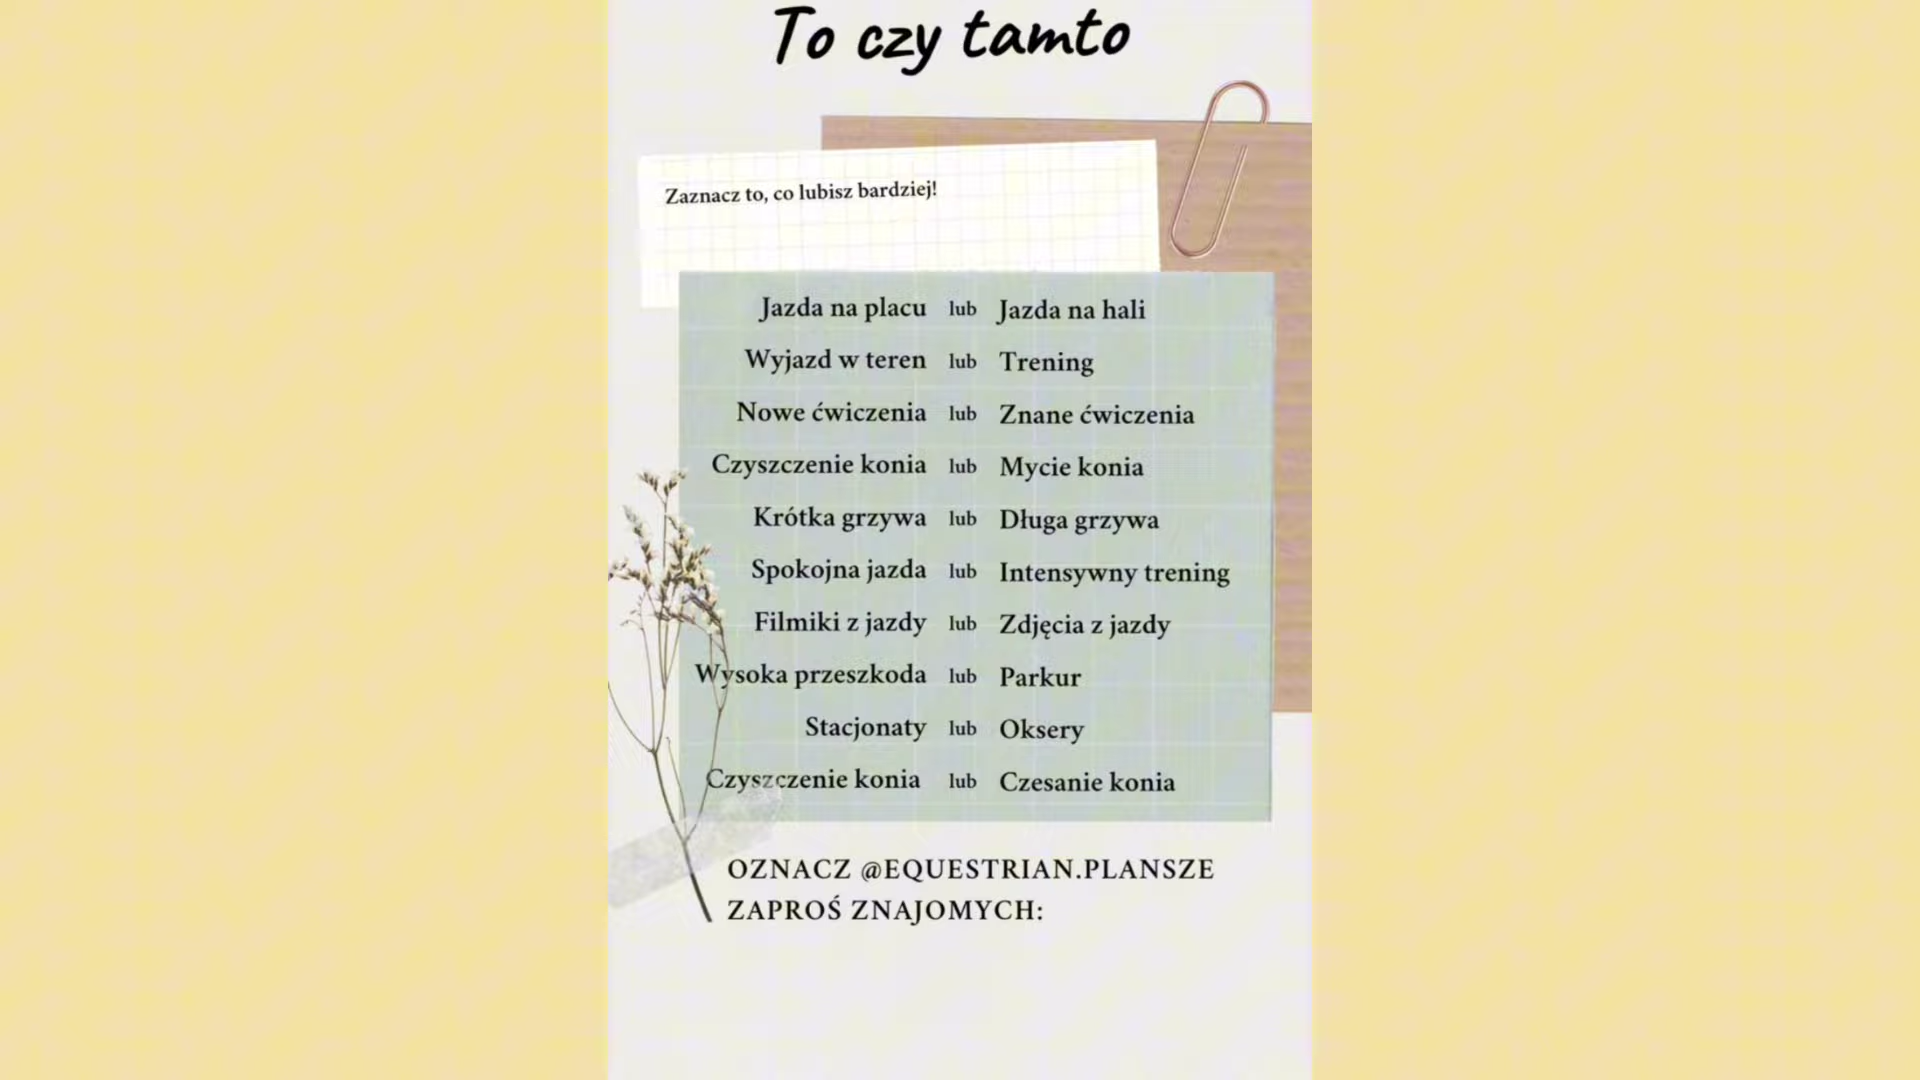 To czy tamto
Zaznacz to, co lubisz bardziej!
Jazda na placu lub Jazda na hali
Wyjazd w teren lub Trening
Nowe ćwiczenia lub Znane ćwiczenia
Czyszczenie konia lub Mycie konia
Krótka grzywa lub Długa grzywa
Spokojna jazda lub Intensywny trening
Filmiki z jazdy lub Zdjęcia z jazdy
Wysoka przeszkoda lub Parkur
Stacjonaty lub Oksery
Czyszczenie konia lub Czesanie konia
OZNACZ @EQUESTRIAN.PLANSZE
ZAPROŚ ZNAJOMYCH: